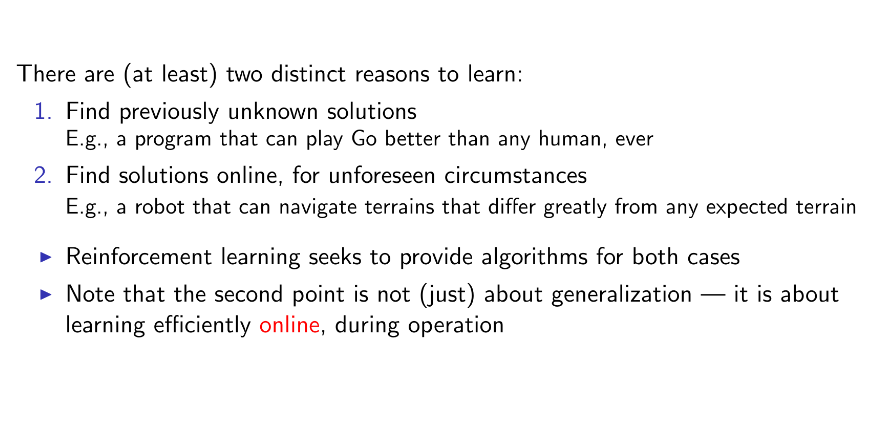 There are (at least) two distinct reasons to learn:
1. Find previously unknown solutions
E.g., a program that can play Go better than any human, ever
2. Find solutions online, for unforeseen circumstances
E.g., a robot that can navigate terrains that differ greatly from any expected terrain
▶ Reinforcement learning seeks to provide algorithms for both cases
▶ Note that the second point is not (just) about generalization — it is about
learning efficiently online, during operation